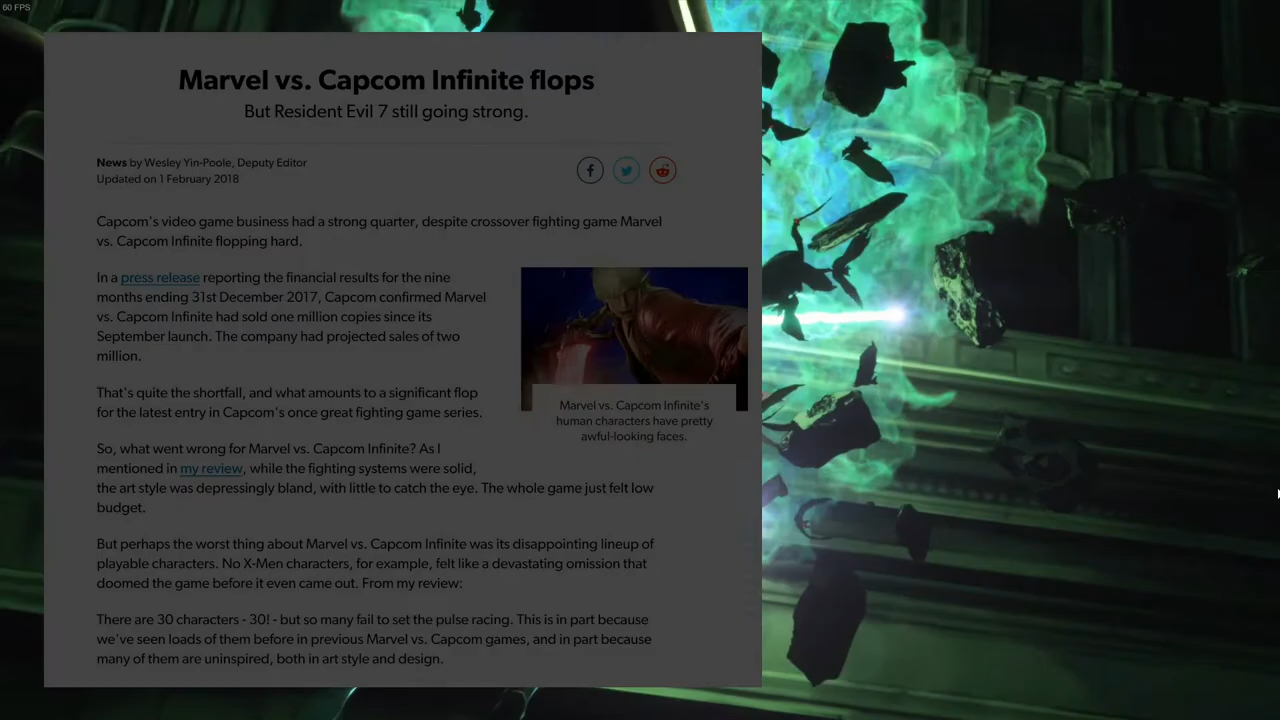 60 FPS
Marvel vs. Capcom Infinite flops
But Resident Evil 7 still going strong.
News by Wesley Yin-Poole, Deputy Editor
Updated on 1 February 2018
Capcom's video game business had a strong quarter, despite crossover fighting game Marvel
vs. Capcom Infinite flopping hard.
In a press release reporting the financial results for the nine
months ending 31st December 2017, Capcom confirmed Marvel
vs. Capcom Infinite had sold one million copies since its
September launch. The company had projected sales of two
million.
That's quite the shortfall, and what amounts to a significant flop
for the latest entry in Capcom's once great fighting game series.
Marvel vs. Capcom Infinite's
human characters have pretty
awful-looking faces.
So, what went wrong for Marvel vs. Capcom Infinite? As I
mentioned in my review, while the fighting systems were solid,
the art style was depressingly bland, with little to catch the eye. The whole game just felt low
budget.
But perhaps the worst thing about Marvel vs. Capcom Infinite was its disappointing lineup of
playable characters. No X-Men characters, for example, felt like a devastating omission that
doomed the game before it even came out. From my review:
There are 30 characters - 30! - but so many fail to set the pulse racing. This is in part because
we've seen loads of them before in previous Marvel vs. Capcom games, and in part because
many of them are uninspired, both in art style and design.